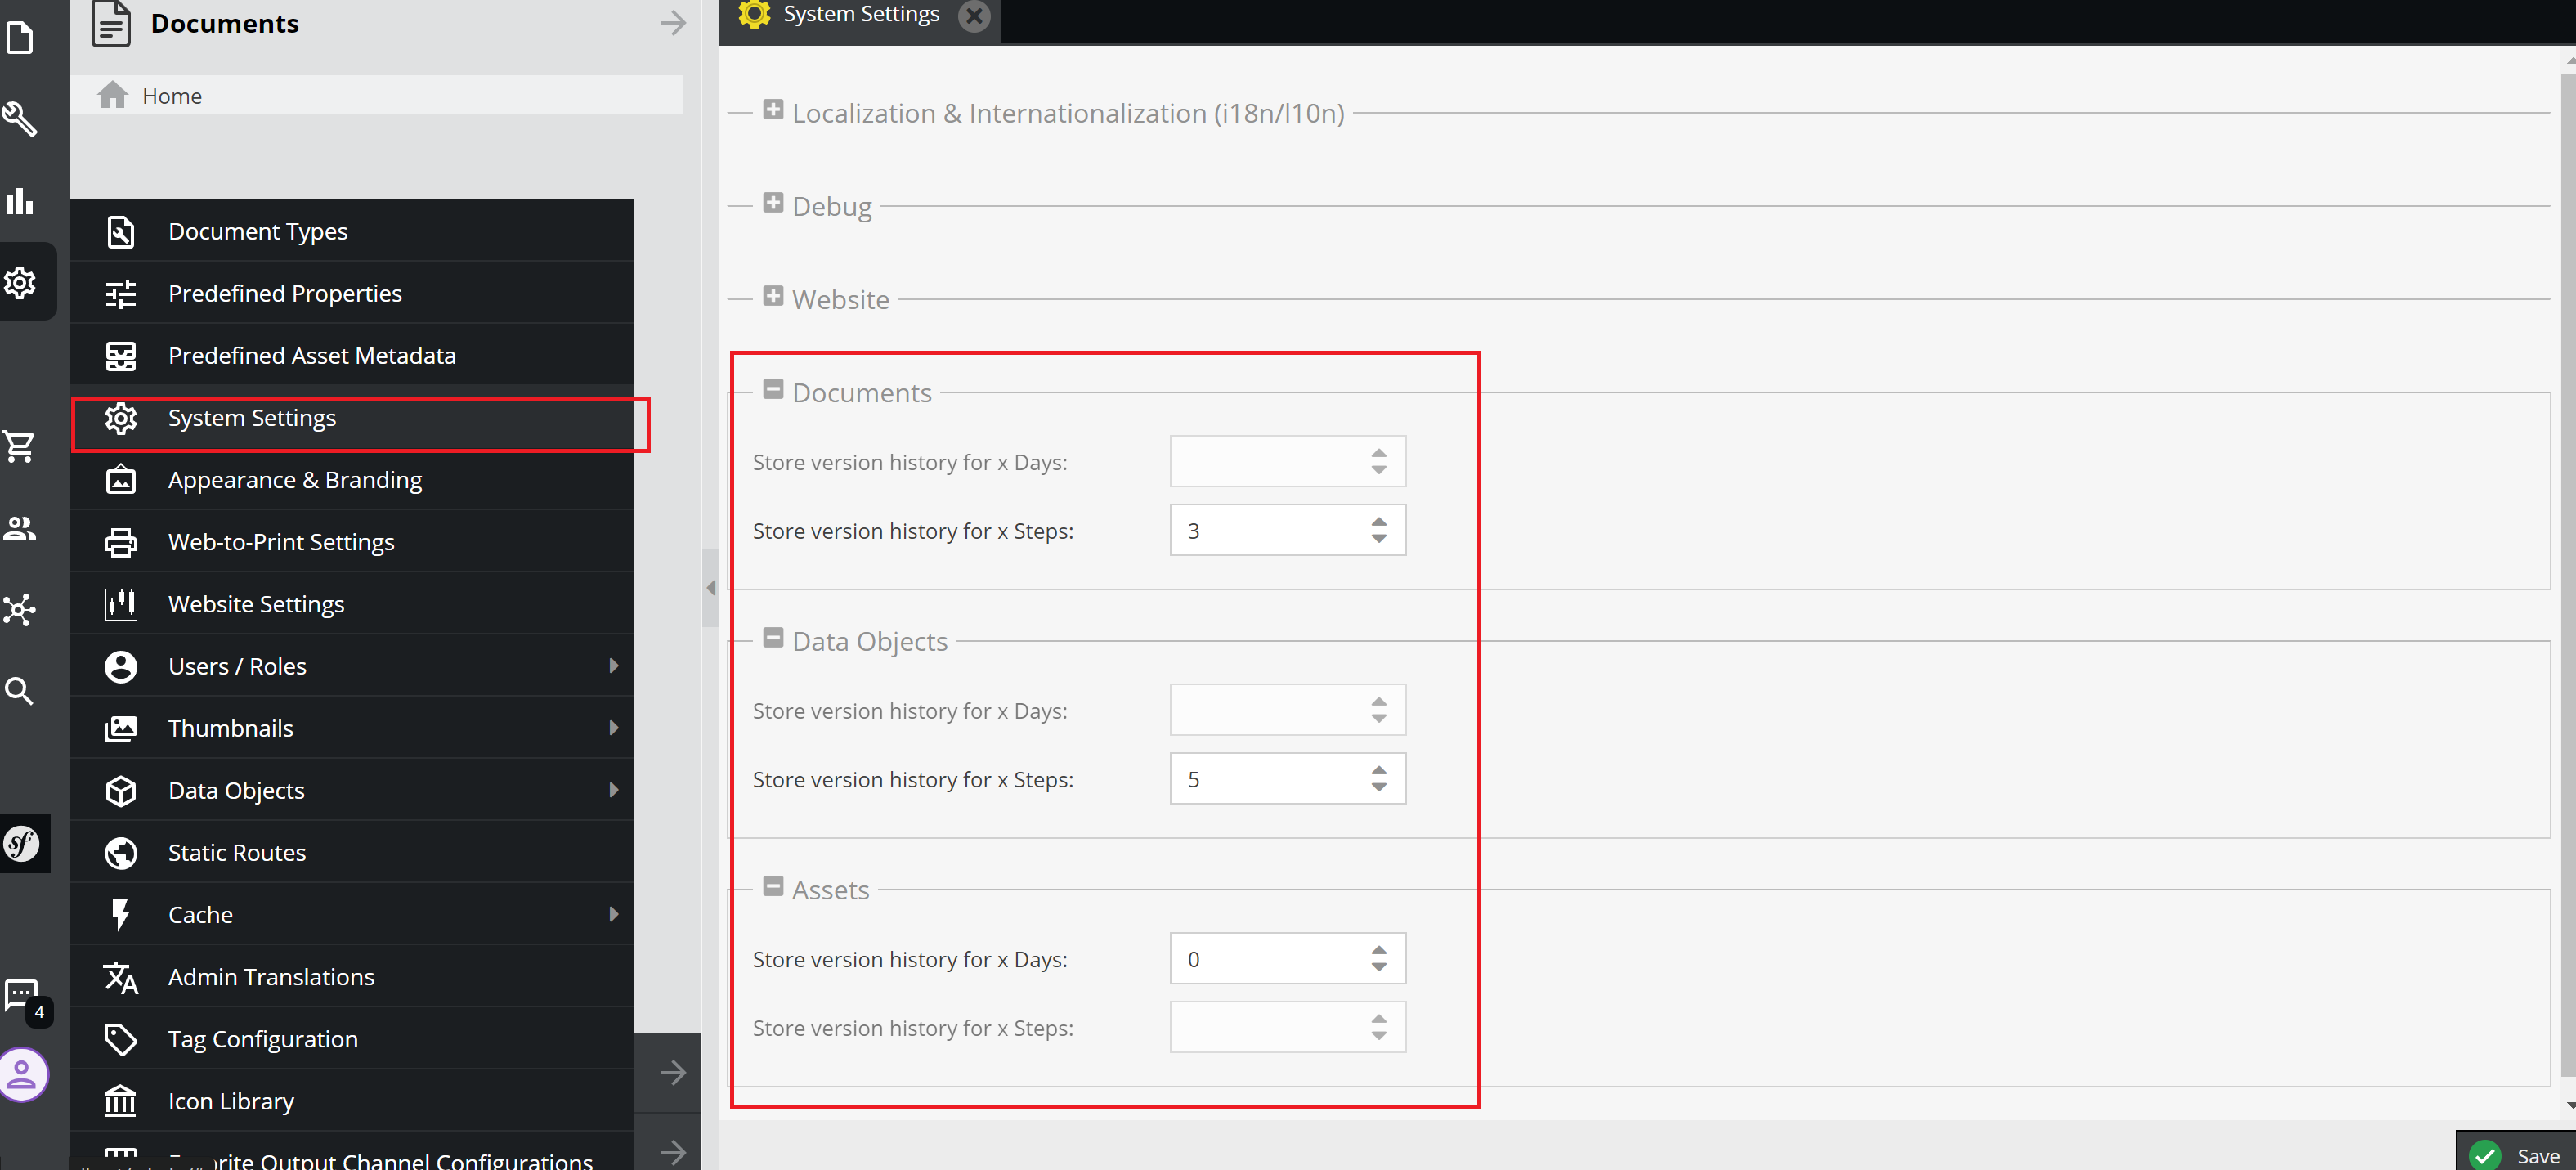 Documents
Home
Document Types
Predefined Properties
Predefined Asset Metadata
System Settings
Appearance & Branding
Web-to-Print Settings
Website Settings
Users / Roles
Thumbnails
Data Objects
Static Routes
Cache
Admin Translations
Tag Configuration
Icon Library
Output Channel Configurations
sf
4
System Settings
Localization & Internationalization (i18n/l10n)
Debug
Website
Documents
Store version history for x Days:
Store version history for x Steps: 3
Data Objects
Store version history for x Days:
Store version history for x Steps: 5
Assets
Store version history for x Days: 0
Store version history for x Steps:
Save